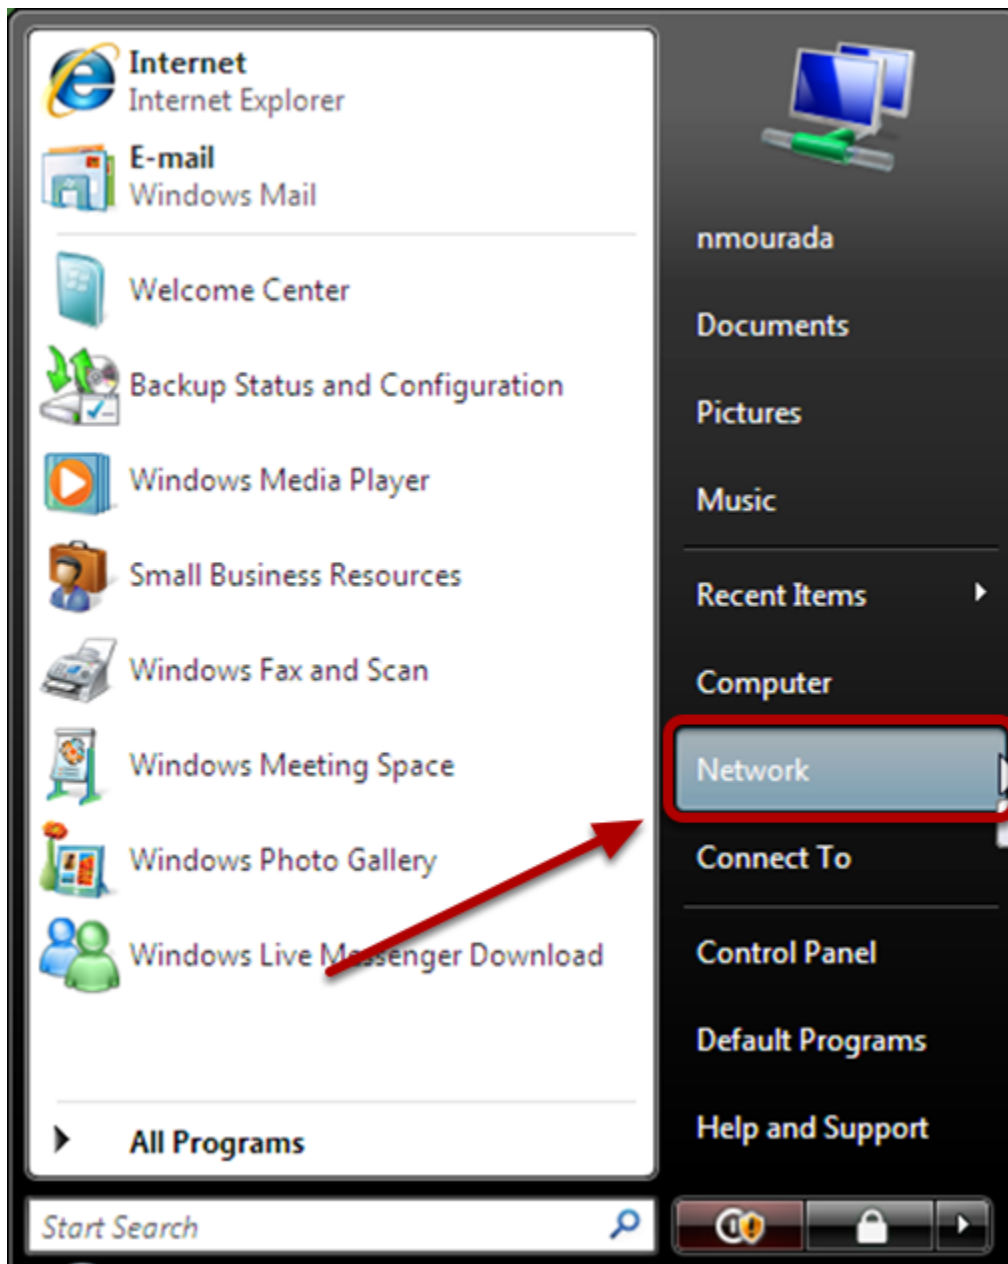 Internet
Internet Explorer
E-mail
Windows Mail
Welcome Center
Backup Status and Configuration
Windows Media Player
Small Business Resources
Windows Fax and Scan
Windows Meeting Space
Windows Photo Gallery
Windows Live Messenger Download
All Programs
Start Search
nmourada
Documents
Pictures
Music
Recent Items
Computer
Network
Connect To
Control Panel
Default Programs
Help and Support